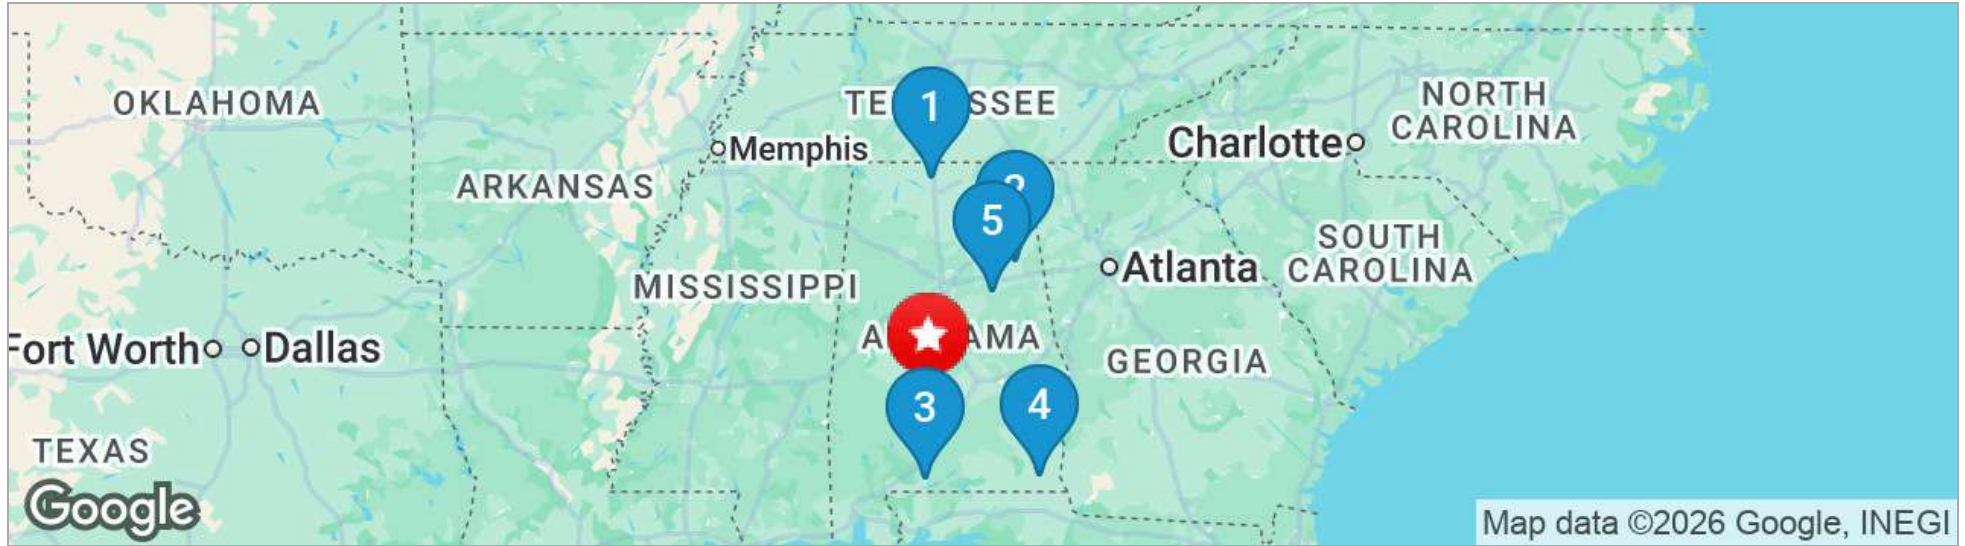 OKLAHOMA
TE SSEE
1
NORTH
CAROLINA
Memphis
Charlotte
ARKANSAS
2
5
SOUTH
CAROLINA
Atlanta
MISSISSIPPI
A AMA
Fort Worth
Dallas
GEORGIA
3
4
TEXAS
Google
Map data ©2026 Google, INEGI